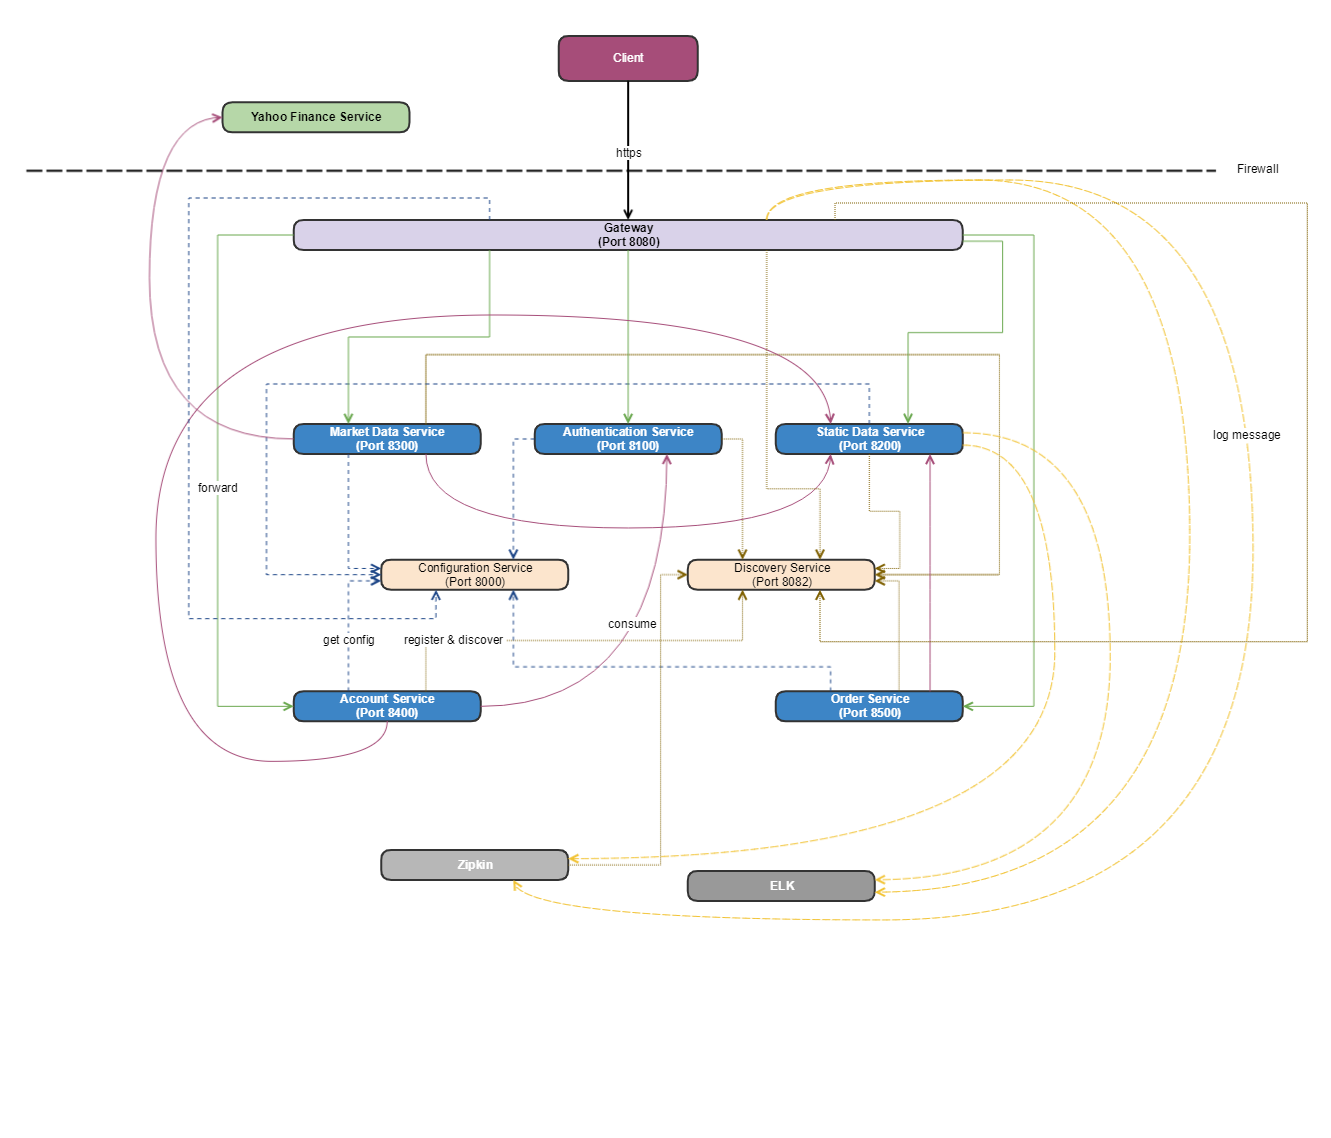 Client
Yahoo Finance Service
https
Firewall
Gateway
(Port 8080)
Market Data Service
(Port 8300)
Authentication Service
(Port 8100)
Static Data Service
(Port 8200)
log message
forward
Configuration Service
(Port 8000)
Discovery Service
(Port 8082)
consume
get config
register & discover
Account Service
(Port 8400)
Order Service
(Port 8500)
Zipkin
ELK